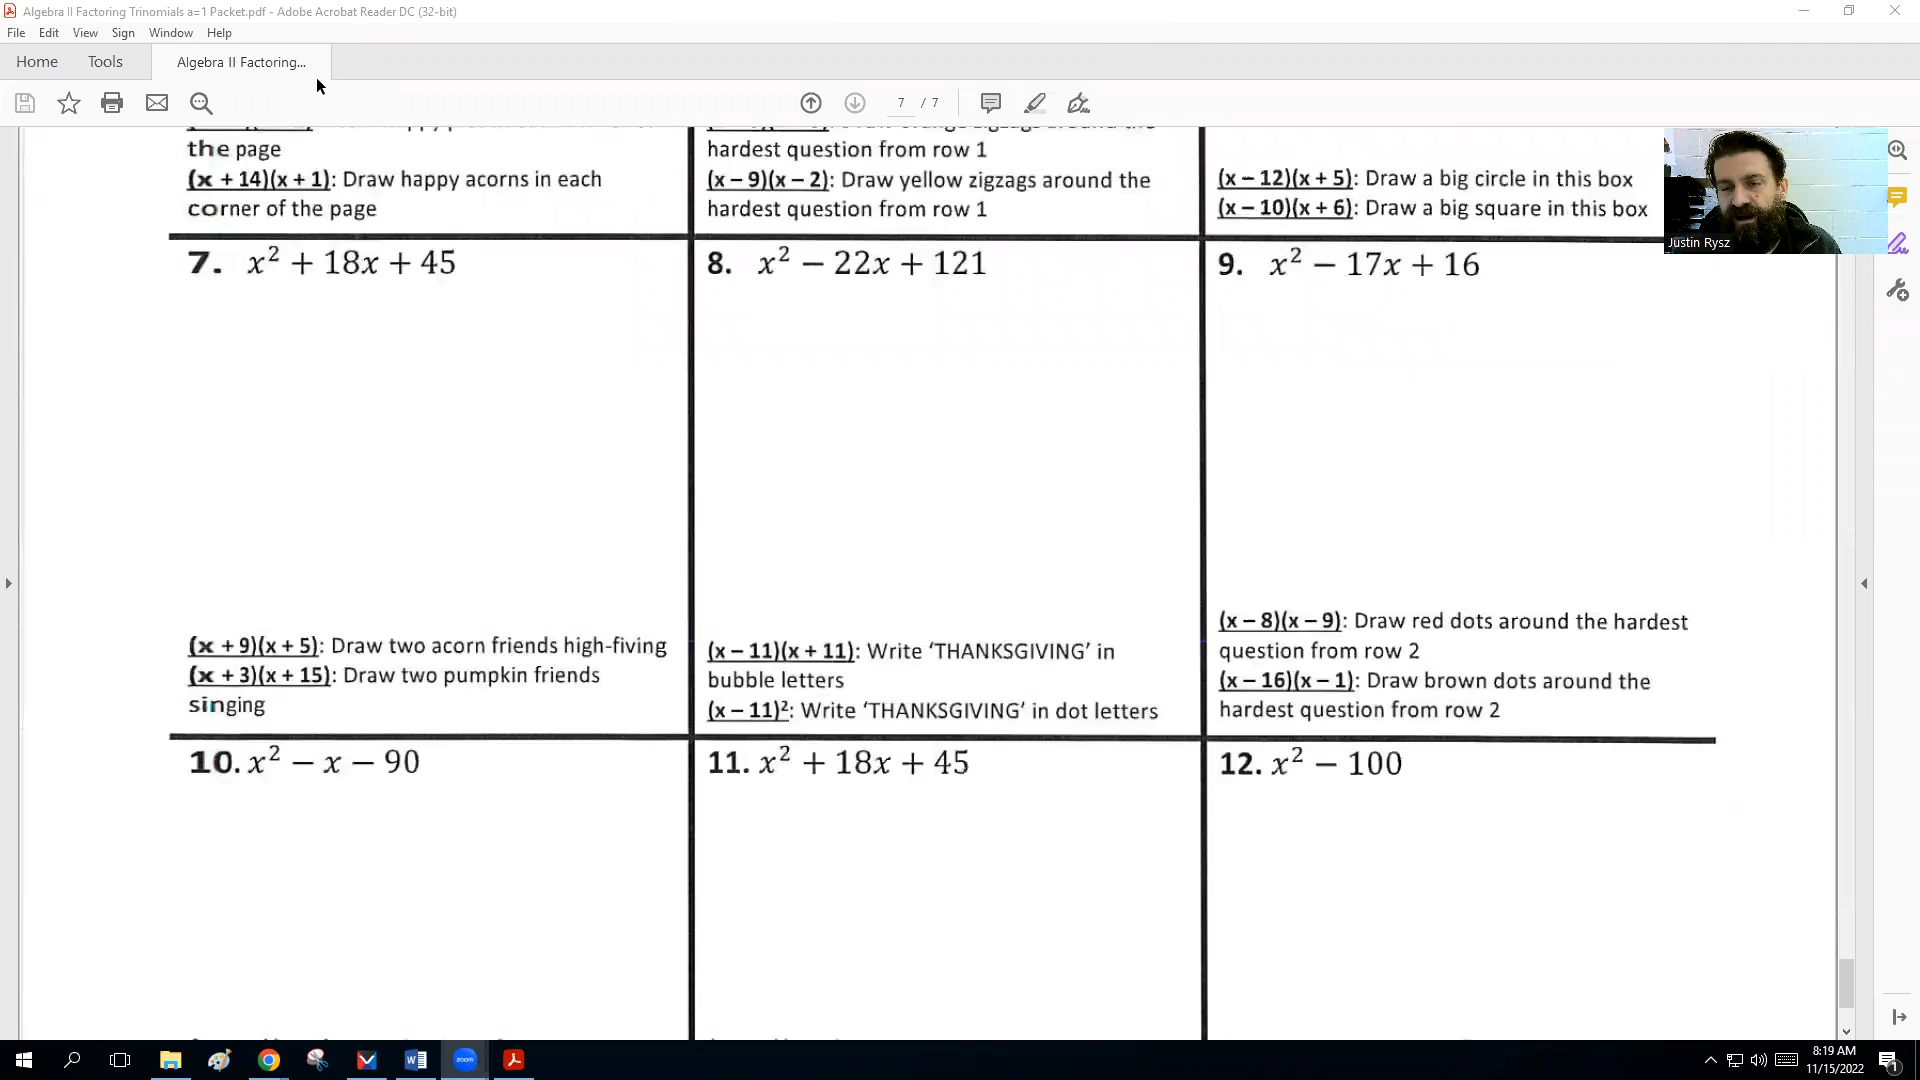 Algebra II Factoring Trinomials a=1 Packet.pdf - Adobe Acrobat Reader DC (32-bit)
File Edit View Sign Window Help
Home Tools Algebra II Factoring...
7 / 7
the page
(x + 14)(x + 1): Draw happy acorns in each
corner of the page
hardest question from row 1
(x – 9)(x – 2): Draw yellow zigzags around the
hardest question from row 1
(x – 12)(x + 5): Draw a big circle in this box
(x – 10)(x + 6): Draw a big square in this box
Justin Rysz
7. x² + 18x + 45
8. x² − 22x + 121
9. x² − 17x + 16
(x + 9)(x + 5): Draw two acorn friends high-fiving
(x + 3)(x + 15): Draw two pumpkin friends
singing
(x – 11)(x + 11): Write ‘THANKSGIVING’ in
bubble letters
(x – 11)²: Write ‘THANKSGIVING’ in dot letters
(x – 8)(x – 9): Draw red dots around the hardest
question from row 2
(x – 16)(x – 1): Draw brown dots around the
hardest question from row 2
10. x² − x − 90
11. x² + 18x + 45
12. x² − 100
zoom
8:19 AM
11/15/2022
1